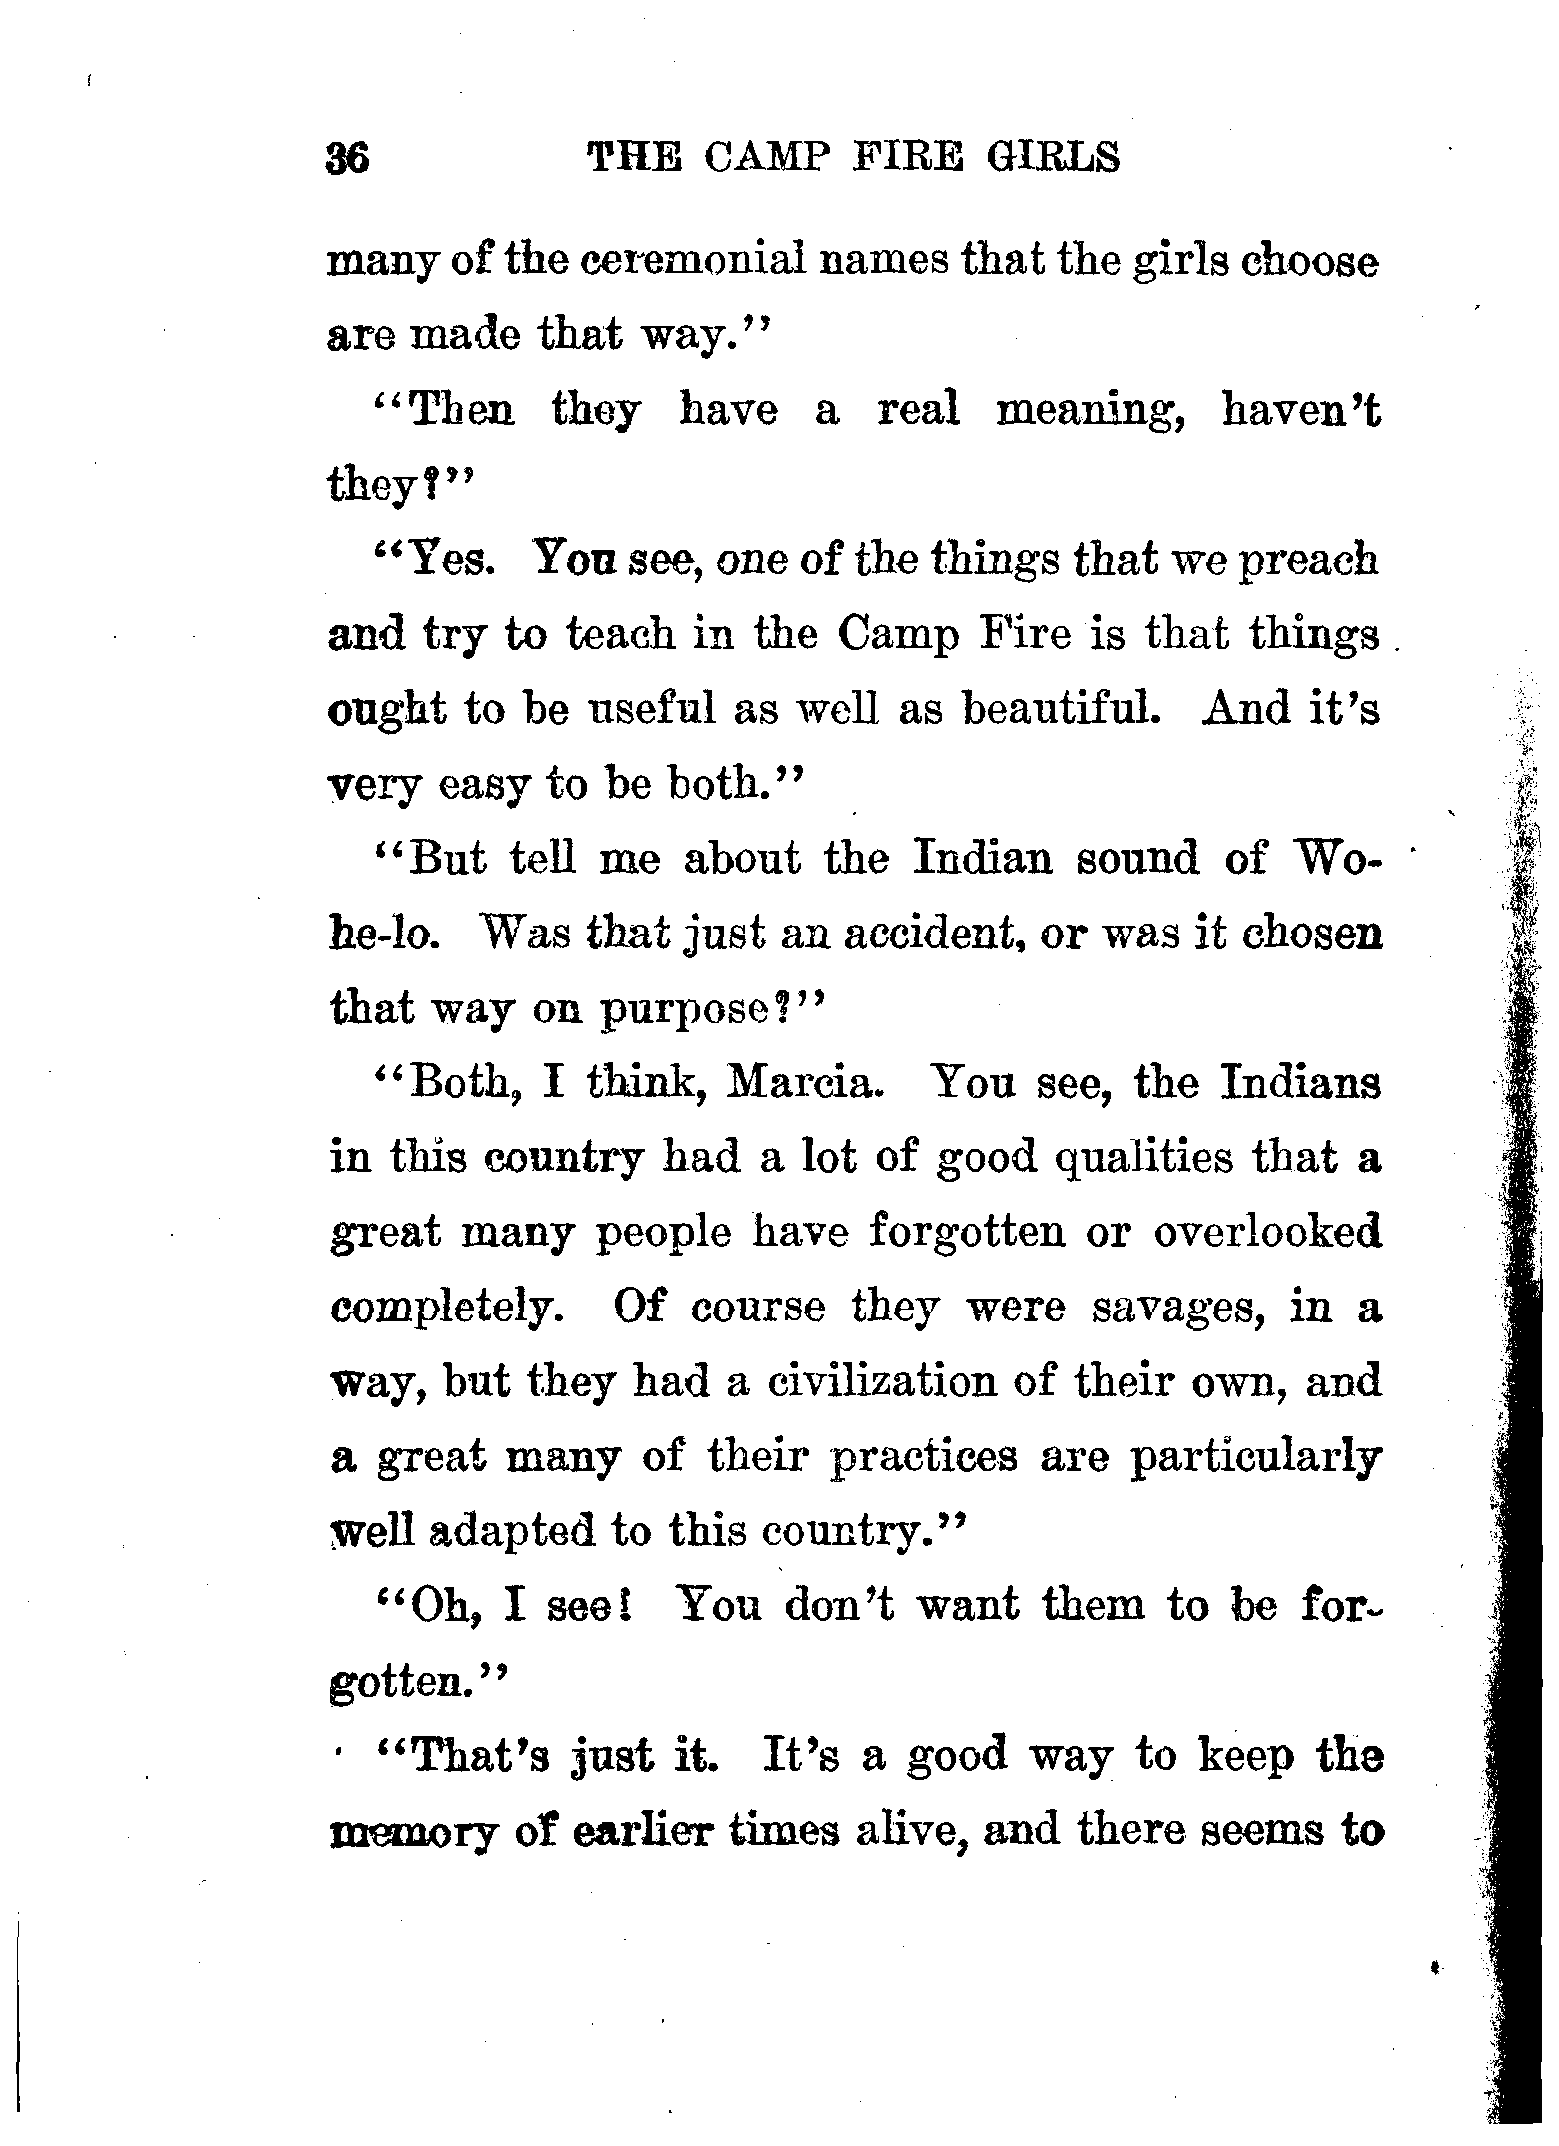 36 THE CAMP FIRE GIRLS
many of the ceremonial names that the girls choose
are made that way."
"Then they have a real meaning, haven't
they?"
"Yes. You see, one of the things that we preach
and try to teach in the Camp Fire is that things
ought to be useful as well as beautiful. And it's
very easy to be both."
"But tell me about the Indian sound of Wo-
he-lo. Was that just an accident, or was it chosen
that way on purpose?"
"Both, I think, Marcia. You see, the Indians
in this country had a lot of good qualities that a
great many people have forgotten or overlooked
completely. Of course they were savages, in a
way, but they had a civilization of their own, and
a great many of their practices are particularly
well adapted to this country."
"Oh, I see! You don't want them to be for-
gotten."
"That's just it. It's a good way to keep the
memory of earlier times alive, and there seems to